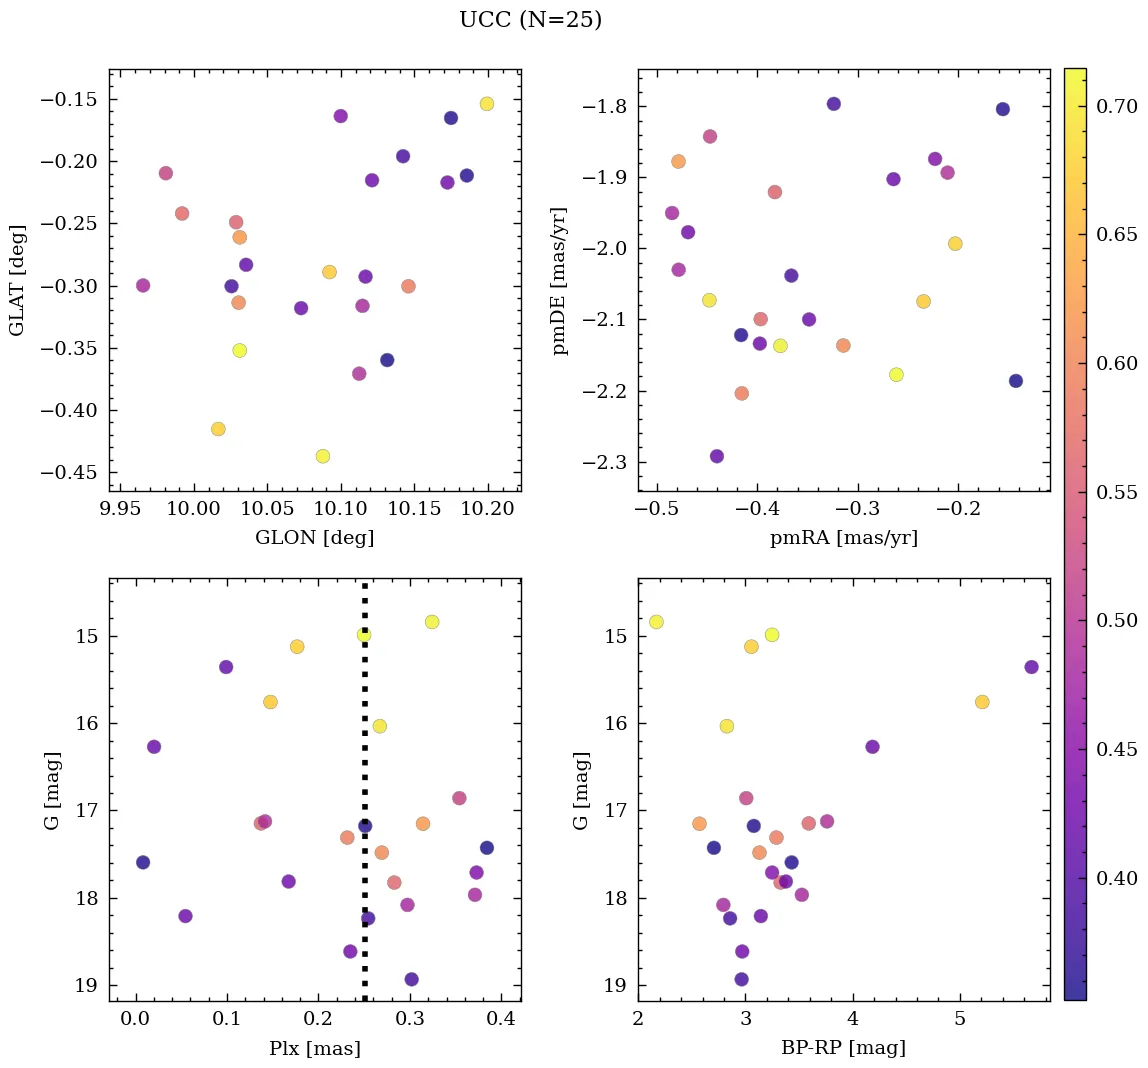 UCC (N=25)
−0.15
−0.20
−0.25
−0.30
−0.35
−0.40
−0.45
GLAT [deg]
9.95 10.00 10.05 10.10 10.15 10.20
GLON [deg]
−1.8
−1.9
−2.0
−2.1
−2.2
−2.3
pmDE [mas/yr]
−0.5 −0.4 −0.3 −0.2
pmRA [mas/yr]
15
16
17
18
19
G [mag]
0.0 0.1 0.2 0.3 0.4
Plx [mas]
15
16
17
18
19
G [mag]
2 3 4 5
BP-RP [mag]
0.70
0.65
0.60
0.55
0.50
0.45
0.40